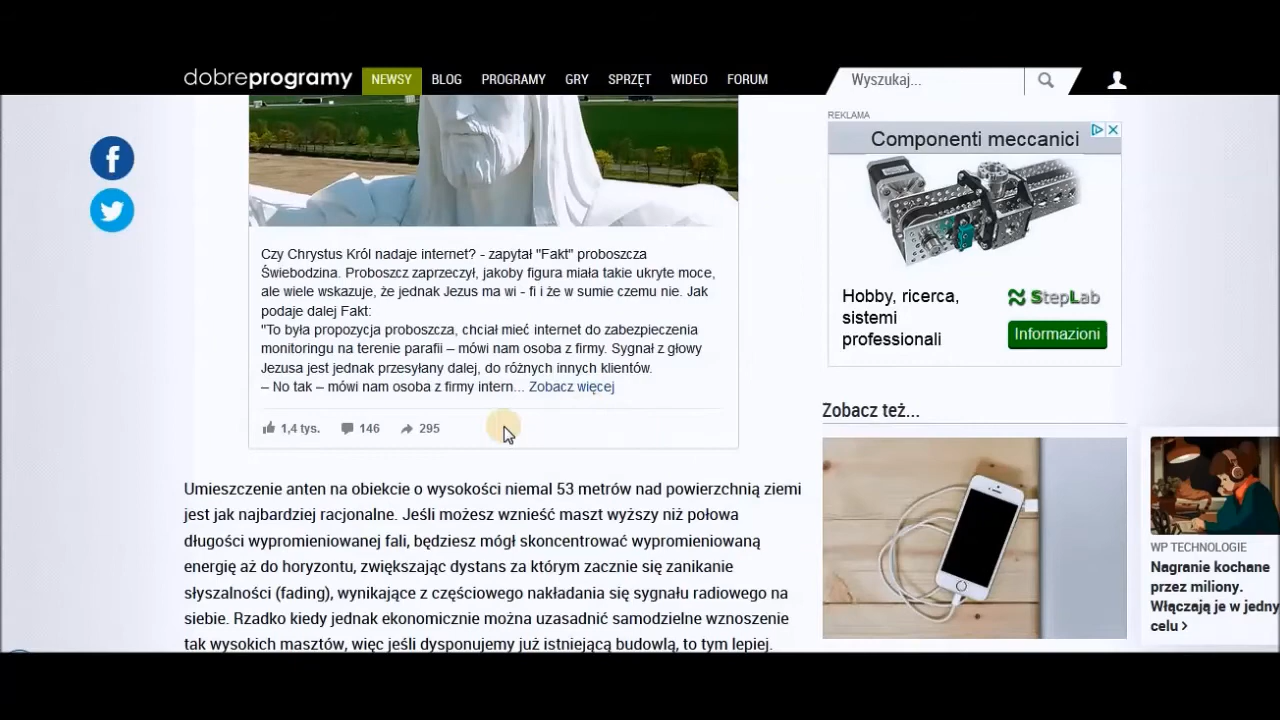 dobreprogramy
NEWSY
BLOG
PROGRAMY
GRY
SPRZĘT
WIDEO
FORUM
Wyszukaj...
Czy Chrystus Król nadaje internet? - zapytał "Fakt" proboszcza
Świebodzina. Proboszcz zaprzeczył, jakoby figura miała takie ukryte moce,
ale wiele wskazuje, że jednak Jezus ma wi - fi i że w sumie czemu nie. Jak
podaje dalej Fakt:
"To była propozycja proboszcza, chciał mieć internet do zabezpieczenia
monitoringu na terenie parafii – mówi nam osoba z firmy. Sygnał z głowy
Jezusa jest jednak przesyłany dalej, do różnych innych klientów.
– No tak – mówi nam osoba z firmy intern... Zobacz więcej
1,4 tys.
146
295
Umieszczenie anten na obiekcie o wysokości niemal 53 metrów nad powierzchnią ziemi
jest jak najbardziej racjonalne. Jeśli możesz wznieść maszt wyższy niż połowa
długości wypromieniowanej fali, będziesz mógł skoncentrować wypromieniowaną
energię aż do horyzontu, zwiększając dystans za którym zacznie się zanikanie
słyszalności (fading), wynikające z częściowego nakładania się sygnału radiowego na
siebie. Rzadko kiedy jednak ekonomicznie można uzasadnić samodzielne wznoszenie
tak wysokich masztów, więc jeśli dysponujemy już istniejącą budowlą, to tym lepiej.
REKLAMA
Componenti meccanici
Hobby, ricerca,
sistemi
professionali
StepLab
Informazioni
Zobacz też...
WP TECHNOLOGIE
Nagranie kochane
przez miliony.
Włączają je w jedny
celu >